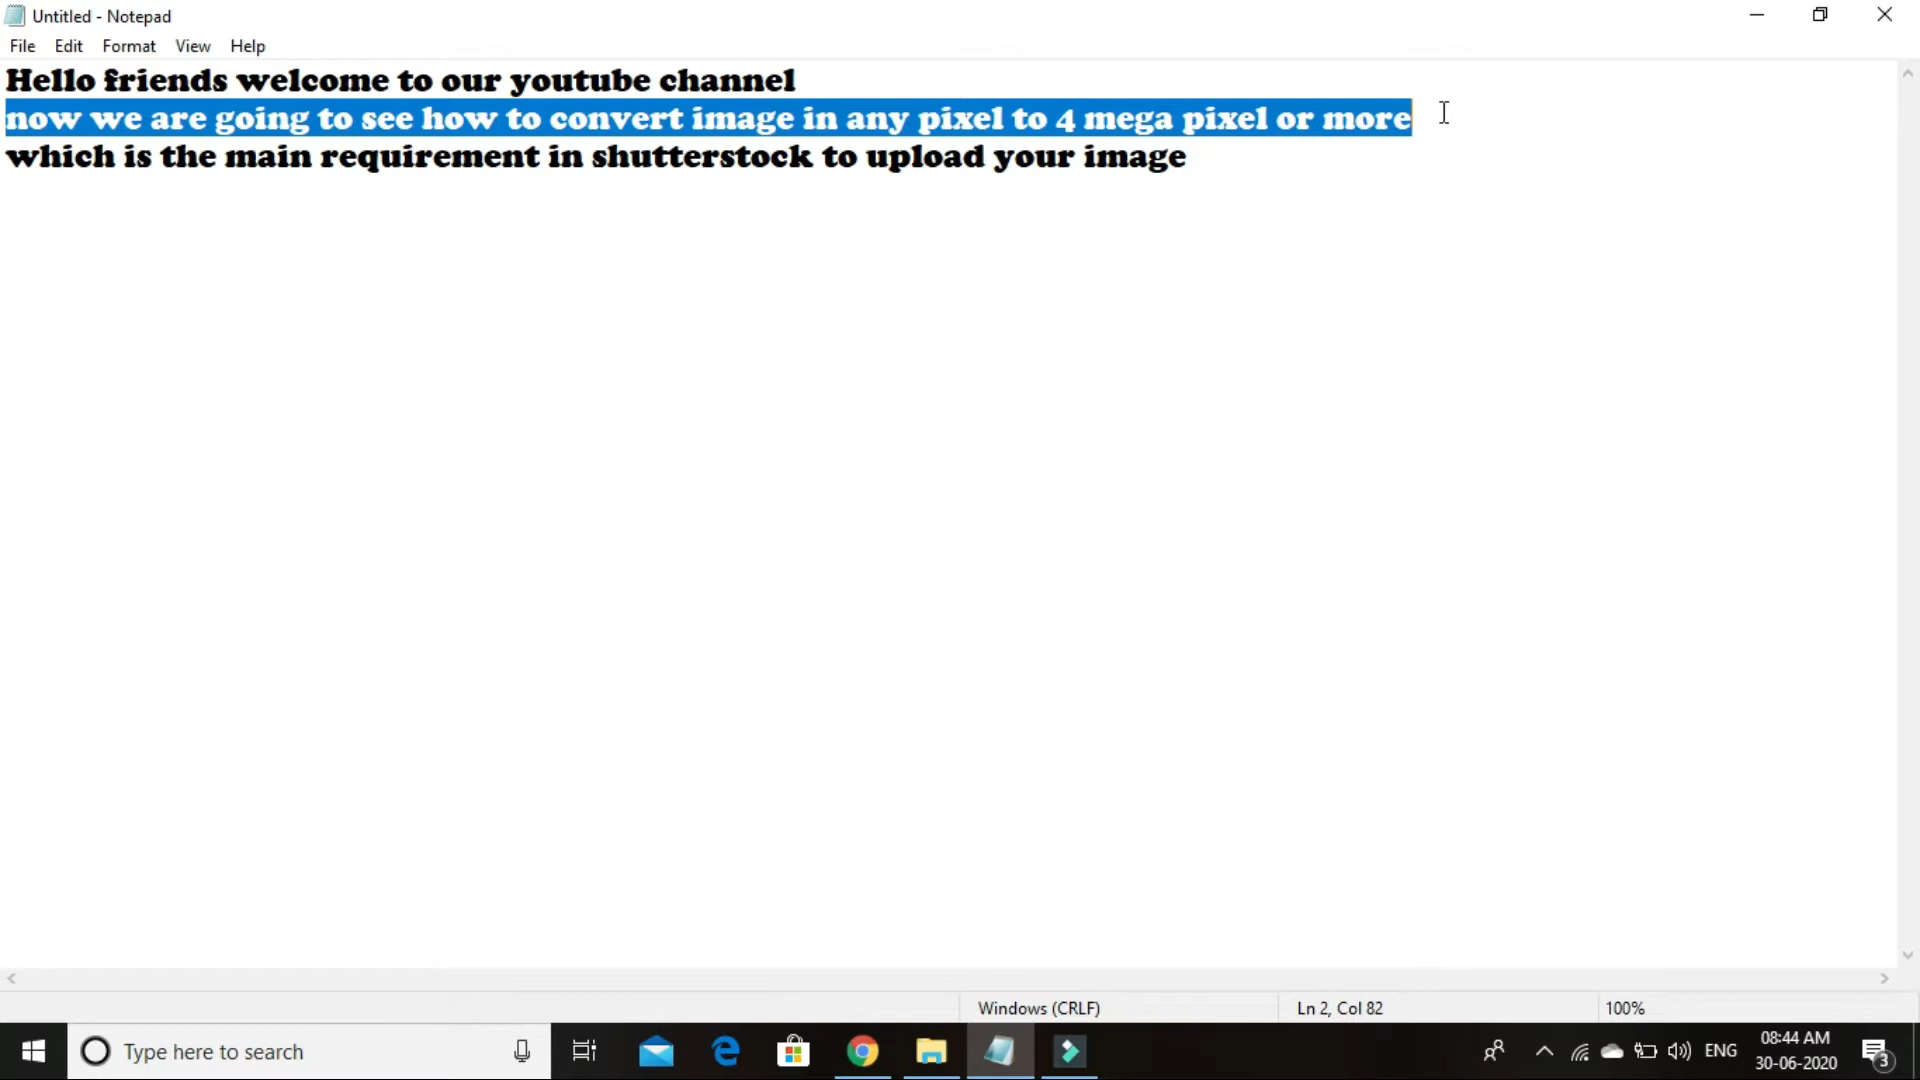 Untitled - Notepad
File Edit Format View Help
Hello friends welcome to our youtube channel
now we are going to see how to convert image in any pixel to 4 mega pixel or more
which is the main requirement in shutterstock to upload your image
Windows (CRLF) Ln 2, Col 82 100%
Type here to search
ENG
08:44 AM
30-06-2020
3